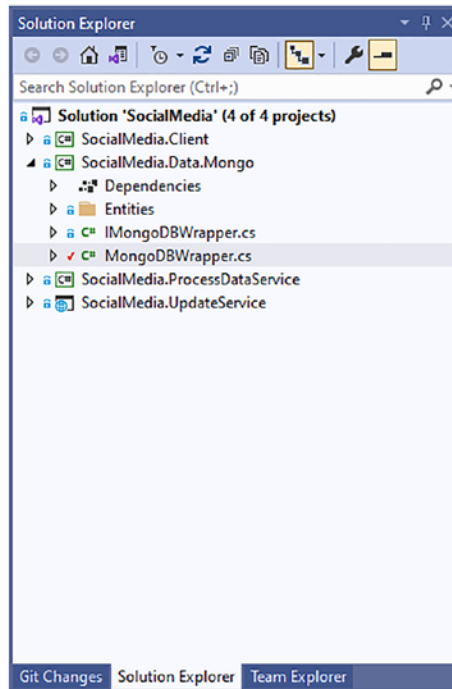 Solution Explorer
Search Solution Explorer (Ctrl+;)
Solution 'SocialMedia' (4 of 4 projects)
C# SocialMedia.Client
C# SocialMedia.Data.Mongo
Dependencies
Entities
C# IMongoDBWrapper.cs
C# MongoDBWrapper.cs
C# SocialMedia.ProcessDataService
SocialMedia.UpdateService
Git Changes Solution Explorer Team Explorer